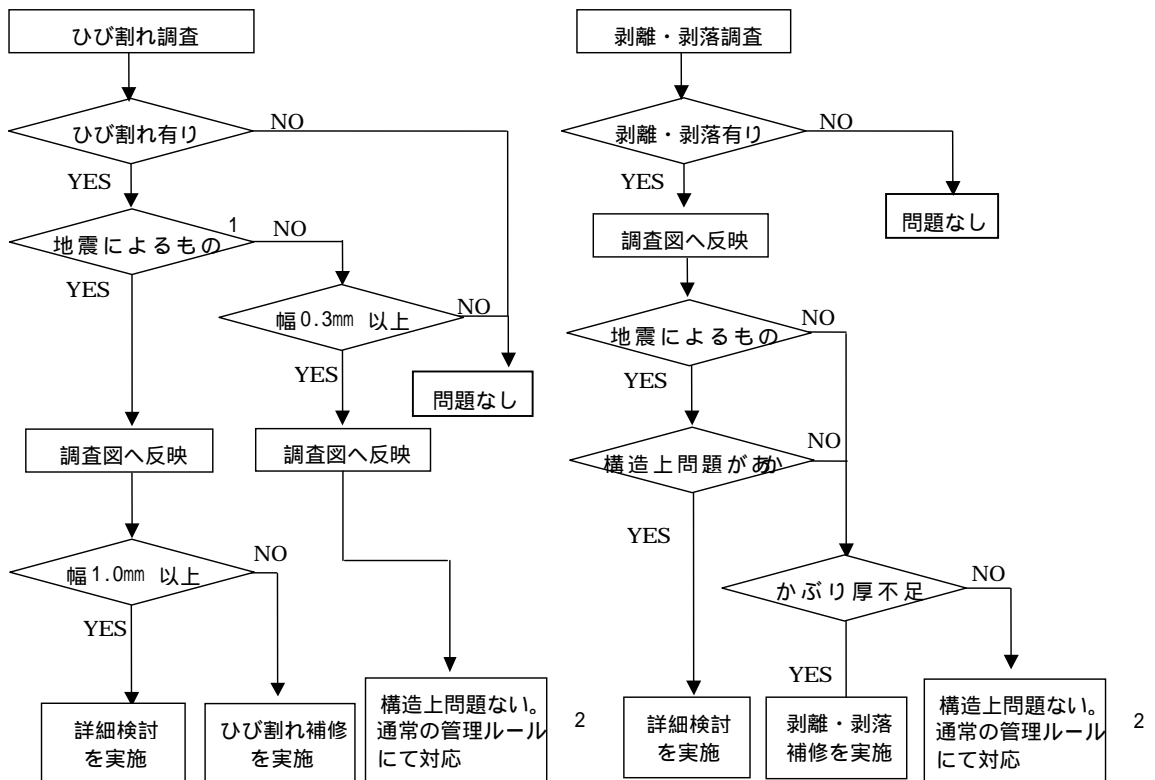 ひび割れ調査
ひび割れ有り
NO
YES
地震によるもの
1
NO
YES
幅0.3mm 以上
NO
YES
問題なし
調査図へ反映
調査図へ反映
幅1.0mm 以上
NO
YES
詳細検討
を実施
ひび割れ補修
を実施
構造上問題ない。
通常の管理ルール
にて対応
2
剥離・剥落調査
剥離・剥落有り
NO
YES
問題なし
調査図へ反映
地震によるもの
NO
YES
構造上問題があか
NO
YES
かぶり厚不足
NO
YES
詳細検討
を実施
剥離・剥落
補修を実施
構造上問題ない。
通常の管理ルール
にて対応
2